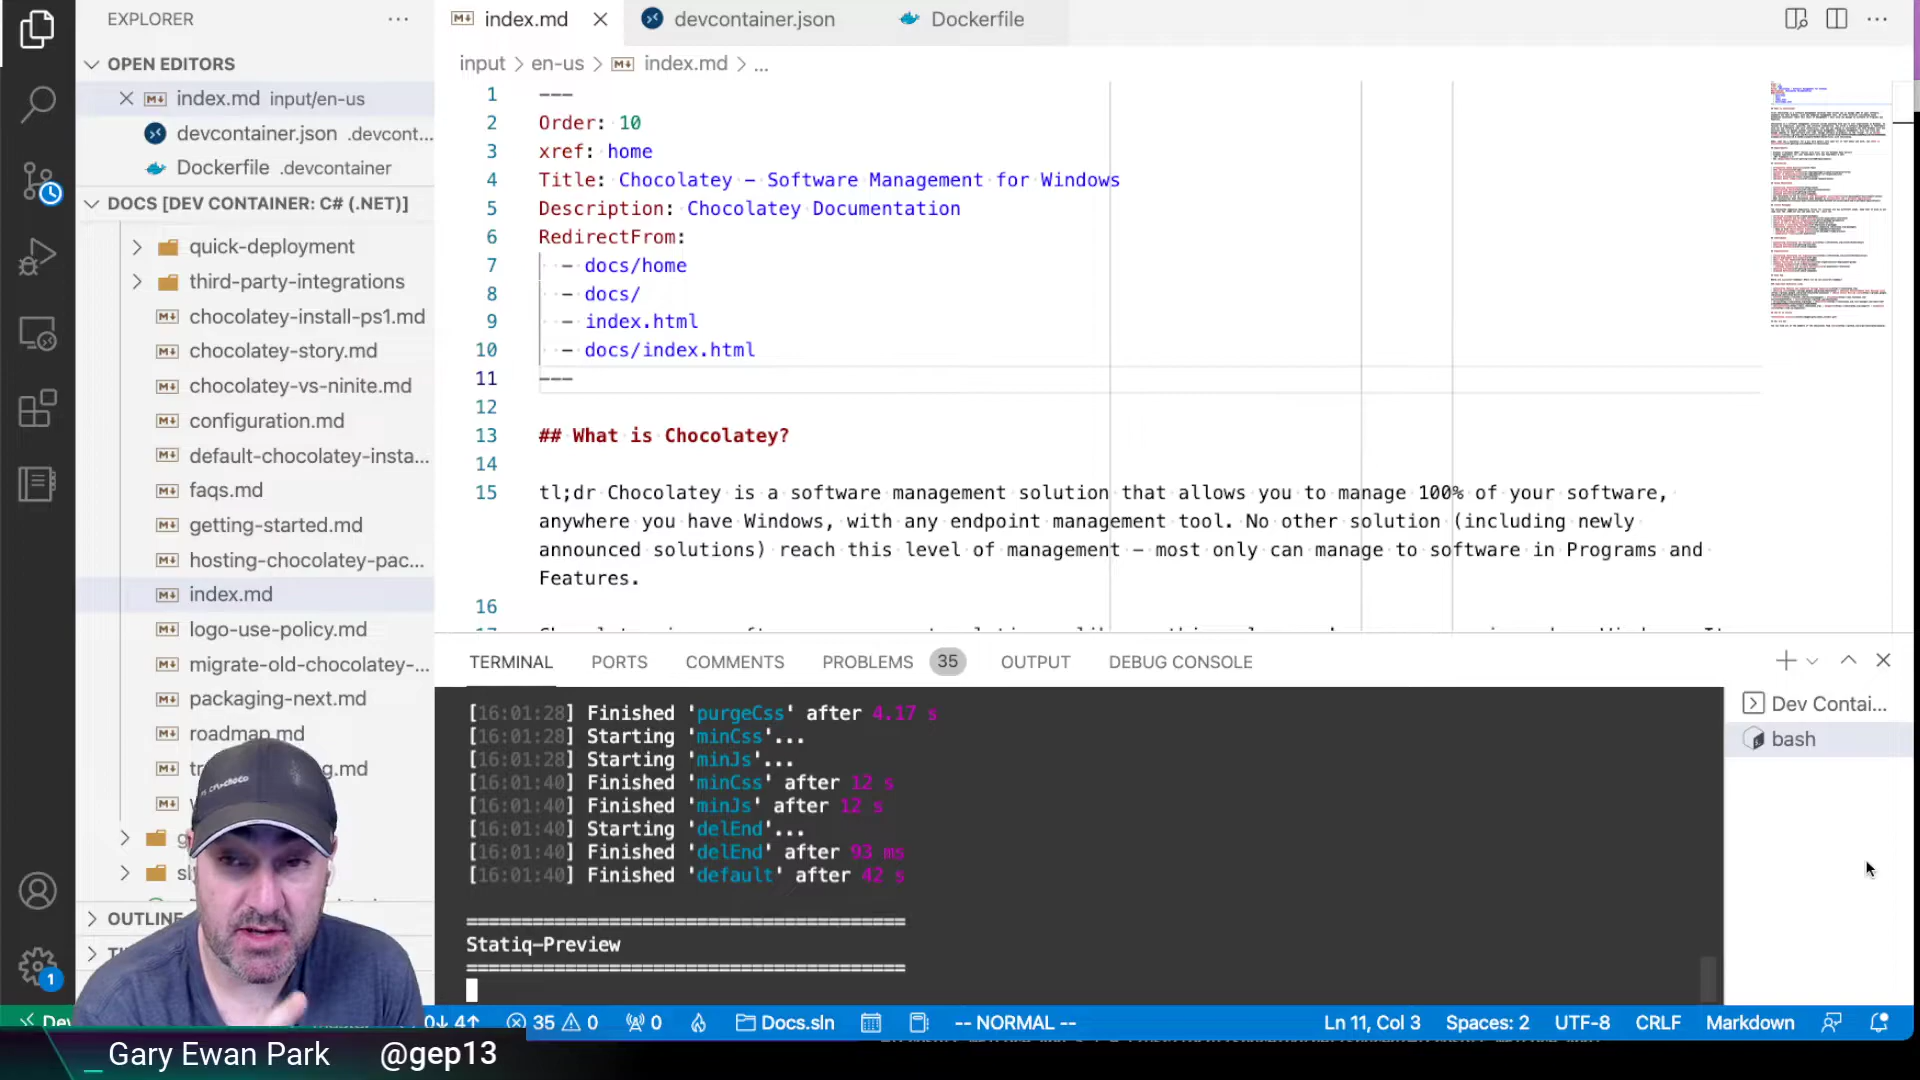 EXPLORER
OPEN EDITORS
index.md input/en-us
devcontainer.json .devcont...
Dockerfile .devcontainer
DOCS [DEV CONTAINER: C# (.NET)]
quick-deployment
third-party-integrations
chocolatey-install-ps1.md
chocolatey-story.md
chocolatey-vs-ninite.md
configuration.md
default-chocolatey-insta...
faqs.md
getting-started.md
hosting-chocolatey-pac...
index.md
logo-use-policy.md
migrate-old-chocolatey-...
packaging-next.md
roadmap.md
OUTLINE
index.md
devcontainer.json
Dockerfile
input > en-us > index.md > ...
1 ---
2 Order: 10
3 xref: home
4 Title: Chocolatey - Software Management for Windows
5 Description: Chocolatey Documentation
6 RedirectFrom:
7 - docs/home
8 - docs/
9 - index.html
10 - docs/index.html
11 ---
12
13 ## What is Chocolatey?
14
15 tl;dr Chocolatey is a software management solution that allows you to manage 100% of your software,
anywhere you have Windows, with any endpoint management tool. No other solution (including newly
announced solutions) reach this level of management - most only can manage to software in Programs and
Features.
16
TERMINAL PORTS COMMENTS PROBLEMS 35 OUTPUT DEBUG CONSOLE
[16:01:28] Finished 'purgeCss' after 4.17 s
[16:01:28] Starting 'minCss'...
[16:01:28] Starting 'minJs'...
[16:01:40] Finished 'minCss' after 12 s
[16:01:40] Finished 'minJs' after 12 s
[16:01:40] Starting 'delEnd'...
[16:01:40] Finished 'delEnd' after 93 ms
[16:01:40] Finished 'default' after 42 s
========================================
Statiq-Preview
========================================
Dev Contai...
bash
1
Dev 0↓ 4↑ 35 0 0 Docs.sln -- NORMAL -- Ln 11, Col 3 Spaces: 2 UTF-8 CRLF Markdown
_ Gary Ewan Park @gep13